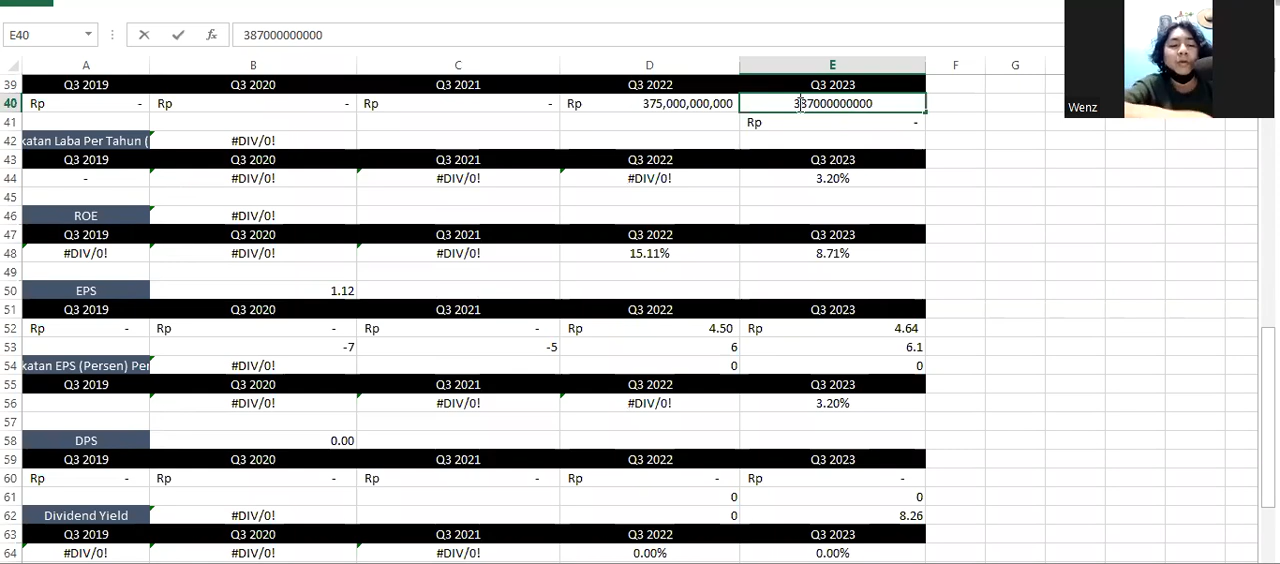 E40 fx 387000000000
A B C D E F G
39 Q3 2019 Q3 2020 Q3 2021 Q3 2022 Q3 2023
40 Rp - Rp - Rp - Rp 375,000,000,000 387000000000
41 Rp -
42 katan Laba Per Tahun ( #DIV/0!
43 Q3 2019 Q3 2020 Q3 2021 Q3 2022 Q3 2023
44 - #DIV/0! #DIV/0! #DIV/0! 3.20%
45
46 ROE #DIV/0!
47 Q3 2019 Q3 2020 Q3 2021 Q3 2022 Q3 2023
48 #DIV/0! #DIV/0! #DIV/0! 15.11% 8.71%
49
50 EPS 1.12
51 Q3 2019 Q3 2020 Q3 2021 Q3 2022 Q3 2023
52 Rp - Rp - Rp - Rp 4.50 Rp 4.64
53 -7 -5 6 6.1
54 katan EPS (Persen) Per #DIV/0! 0 0
55 Q3 2019 Q3 2020 Q3 2021 Q3 2022 Q3 2023
56 #DIV/0! #DIV/0! #DIV/0! 3.20%
57
58 DPS 0.00
59 Q3 2019 Q3 2020 Q3 2021 Q3 2022 Q3 2023
60 Rp - Rp - Rp - Rp - Rp -
61 0 0
62 Dividend Yield #DIV/0! 0 8.26
63 Q3 2019 Q3 2020 Q3 2021 Q3 2022 Q3 2023
64 #DIV/0! #DIV/0! #DIV/0! 0.00% 0.00%
Wenz